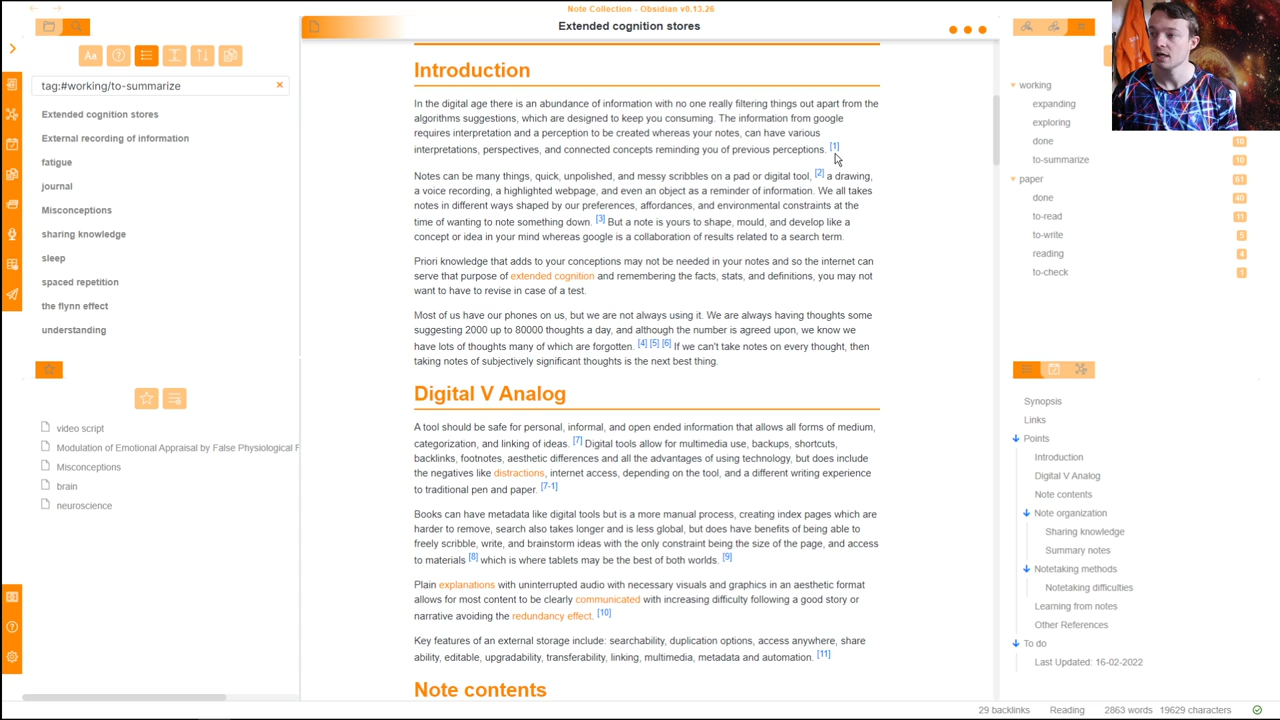 Note Collection - Obsidian v0.13.26
Extended cognition stores
Aa
tag:#working/to-summarize
Extended cognition stores
External recording of information
fatigue
journal
Misconceptions
sharing knowledge
sleep
spaced repetition
the flynn effect
understanding
video script
Modulation of Emotional Appraisal by False Physiological F
Misconceptions
brain
neuroscience
Introduction
In the digital age there is an abundance of information with no one really filtering things out apart from the
algorithms suggestions, which are designed to keep you consuming. The information from google
requires interpretation and a perception to be created whereas your notes, can have various
interpretations, perspectives, and connected concepts reminding you of previous perceptions. [1]
Notes can be many things, quick, unpolished, and messy scribbles on a pad or digital tool, [2] a drawing,
a voice recording, a highlighted webpage, and even an object as a reminder of information. We all takes
notes in different ways shaped by our preferences, affordances, and environmental constraints at the
time of wanting to note something down. [3] But a note is yours to shape, mould, and develop like a
concept or idea in your mind whereas google is a collaboration of results related to a search term.
Priori knowledge that adds to your conceptions may not be needed in your notes and so the internet can
serve that purpose of extended cognition and remembering the facts, stats, and definitions, you may not
want to have to revise in case of a test.
Most of us have our phones on us, but we are not always using it. We are always having thoughts some
suggesting 2000 up to 80000 thoughts a day, and although the number is agreed upon, we know we
have lots of thoughts many of which are forgotten. [4] [5] [6] If we can't take notes on every thought, then
taking notes of subjectively significant thoughts is the next best thing.
Digital V Analog
A tool should be safe for personal, informal, and open ended information that allows all forms of medium,
categorization, and linking of ideas. [7] Digital tools allow for multimedia use, backups, shortcuts,
backlinks, footnotes, aesthetic differences and all the advantages of using technology, but does include
the negatives like distractions, internet access, depending on the tool, and a different writing experience
to traditional pen and paper. [7-1]
Books can have metadata like digital tools but is a more manual process, creating index pages which are
harder to remove, search also takes longer and is less global, but does have benefits of being able to
freely scribble, write, and brainstorm ideas with the only constraint being the size of the page, and access
to materials [8] which is where tablets may be the best of both worlds. [9]
Plain explanations with uninterrupted audio with necessary visuals and graphics in an aesthetic format
allows for most content to be clearly communicated with increasing difficulty following a good story or
narrative avoiding the redundancy effect. [10]
Key features of an external storage include: searchability, duplication options, access anywhere, share
ability, editable, upgradability, transferability, linking, multimedia, metadata and automation. [11]
Note contents
working
expanding
exploring
done 10
to-summarize 10
paper 61
done 40
to-read 11
to-write 5
reading 4
to-check 1
Synopsis
Links
Points
Introduction
Digital V Analog
Note contents
Note organization
Sharing knowledge
Summary notes
Notetaking methods
Notetaking difficulties
Learning from notes
Other References
To do
Last Updated: 16-02-2022
29 backlinks Reading 2863 words 19629 characters